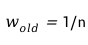 w_old = 1/n